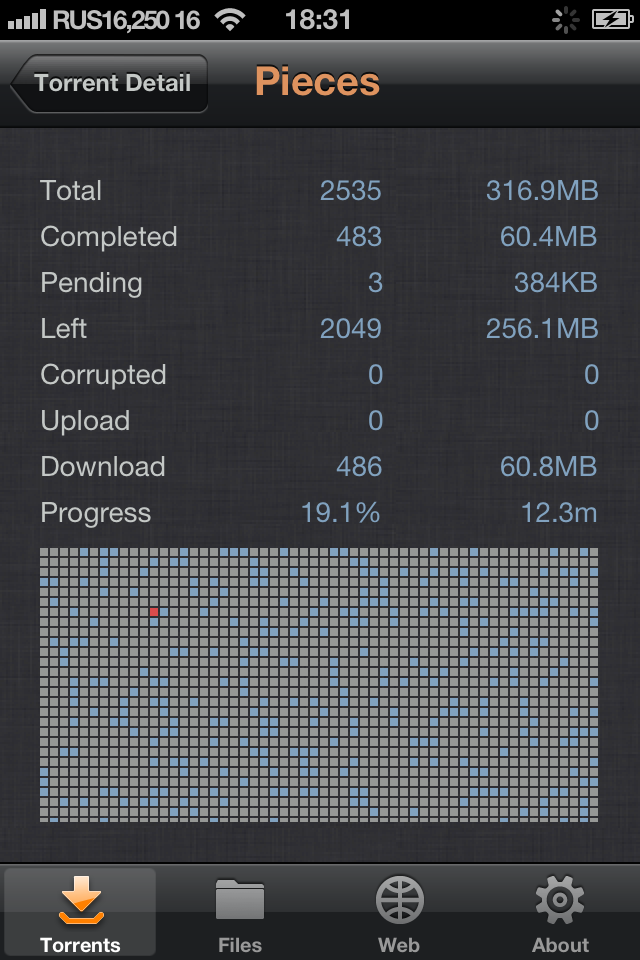 RUS16,250 16 18:31
Torrent Detail Pieces
Total 2535 316.9MB
Completed 483 60.4MB
Pending 3 384KB
Left 2049 256.1MB
Corrupted 0 0
Upload 0 0
Download 486 60.8MB
Progress 19.1% 12.3m
Torrents Files Web About